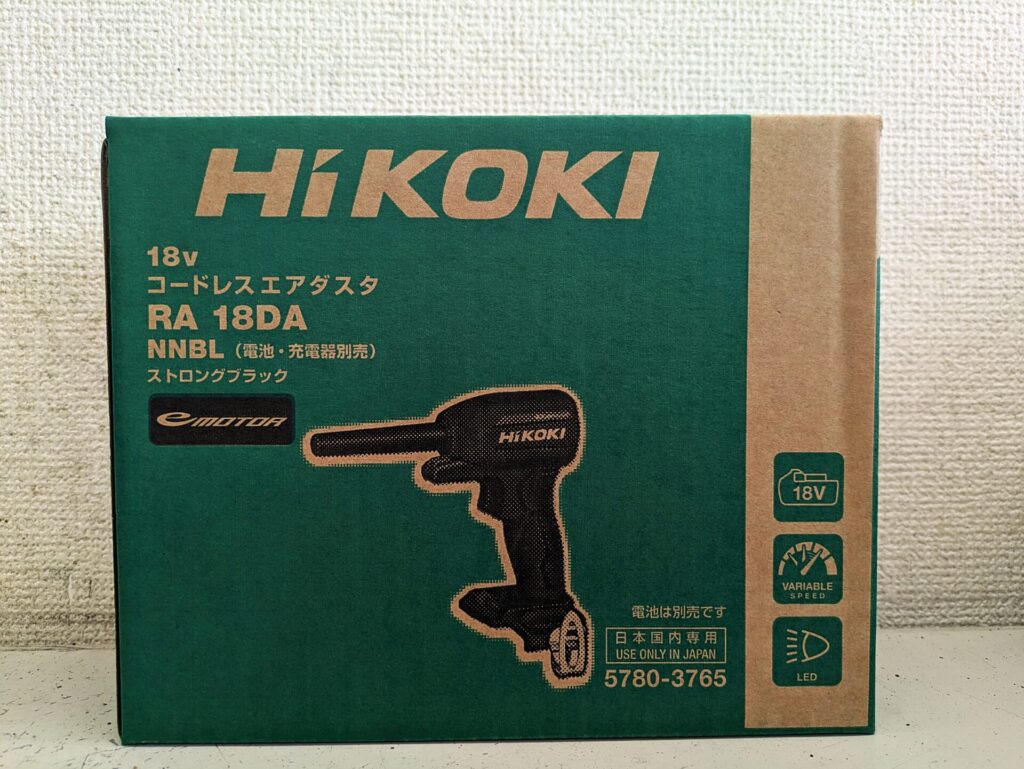 HiKOKI
18v
コードレスエアダスタ
RA 18DA
NNBL（電池・充電器別売）
ストロングブラック
e MOTOR
HiKOKI
18V
VARIABLE
SPEED
LED
電池は別売です
日本国内専用
USE ONLY IN JAPAN
5780-3765